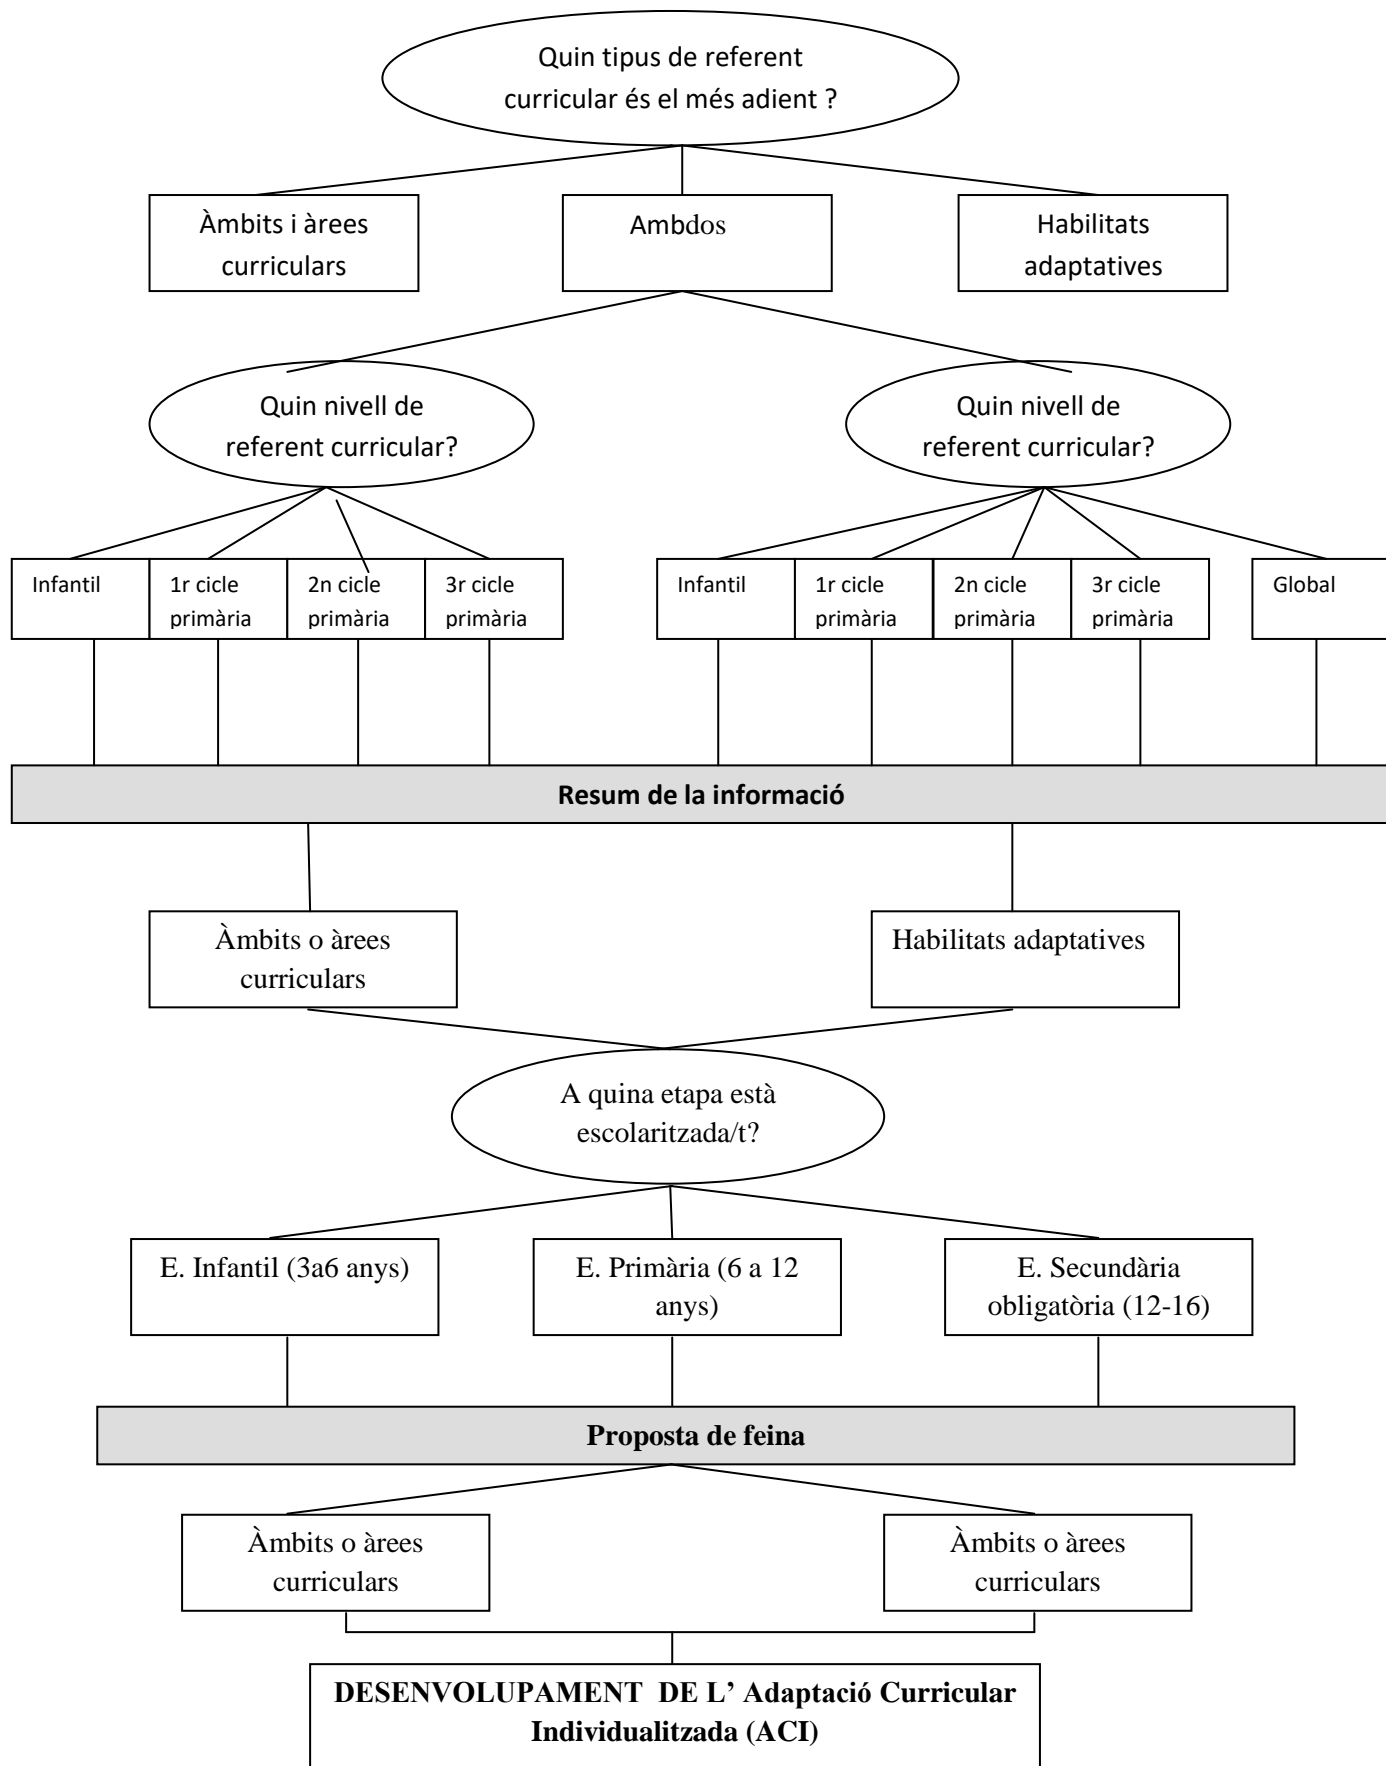 Quin tipus de referent
curricular és el més adient ?
Àmbits i àrees
curriculars
Ambdos
Habilitats
adaptatives
Quin nivell de
referent curricular?
Quin nivell de
referent curricular?
Infantil
1r cicle
primària
2n cicle
primària
3r cicle
primària
Infantil
1r cicle
primària
2n cicle
primària
3r cicle
primària
Global
Resum de la informació
Àmbits o àrees
curriculars
Habilitats adaptatives
A quina etapa està
escolaritzada/t?
E. Infantil (3a6 anys)
E. Primària (6 a 12
anys)
E. Secundària
obligatòria (12-16)
Proposta de feina
Àmbits o àrees
curriculars
Àmbits o àrees
curriculars
DESENVOLUPAMENT DE L’ Adaptació Curricular
Individualitzada (ACI)